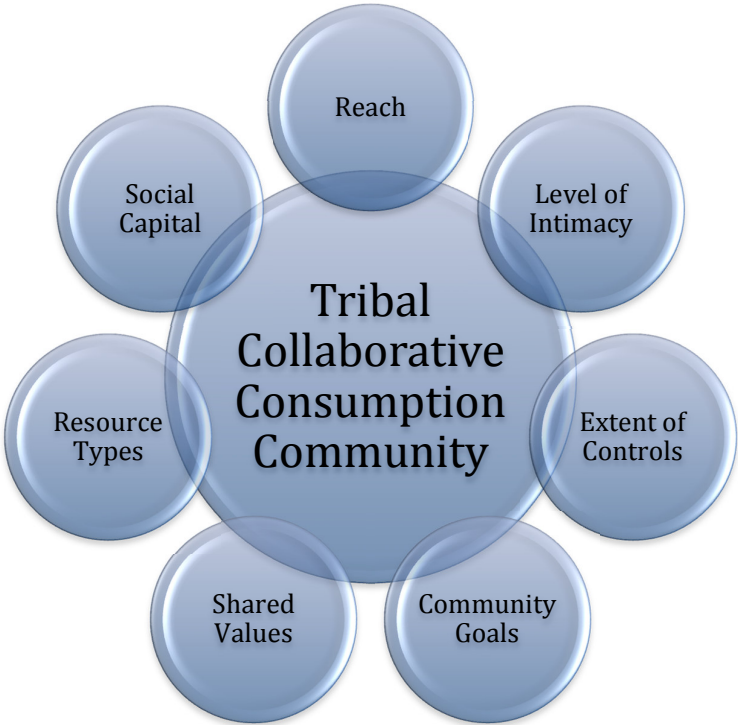 Reach
Level of
Intimacy
Extent of
Controls
Community
Goals
Shared
Values
Resource
Types
Social
Capital
Tribal
Collaborative
Consumption
Community